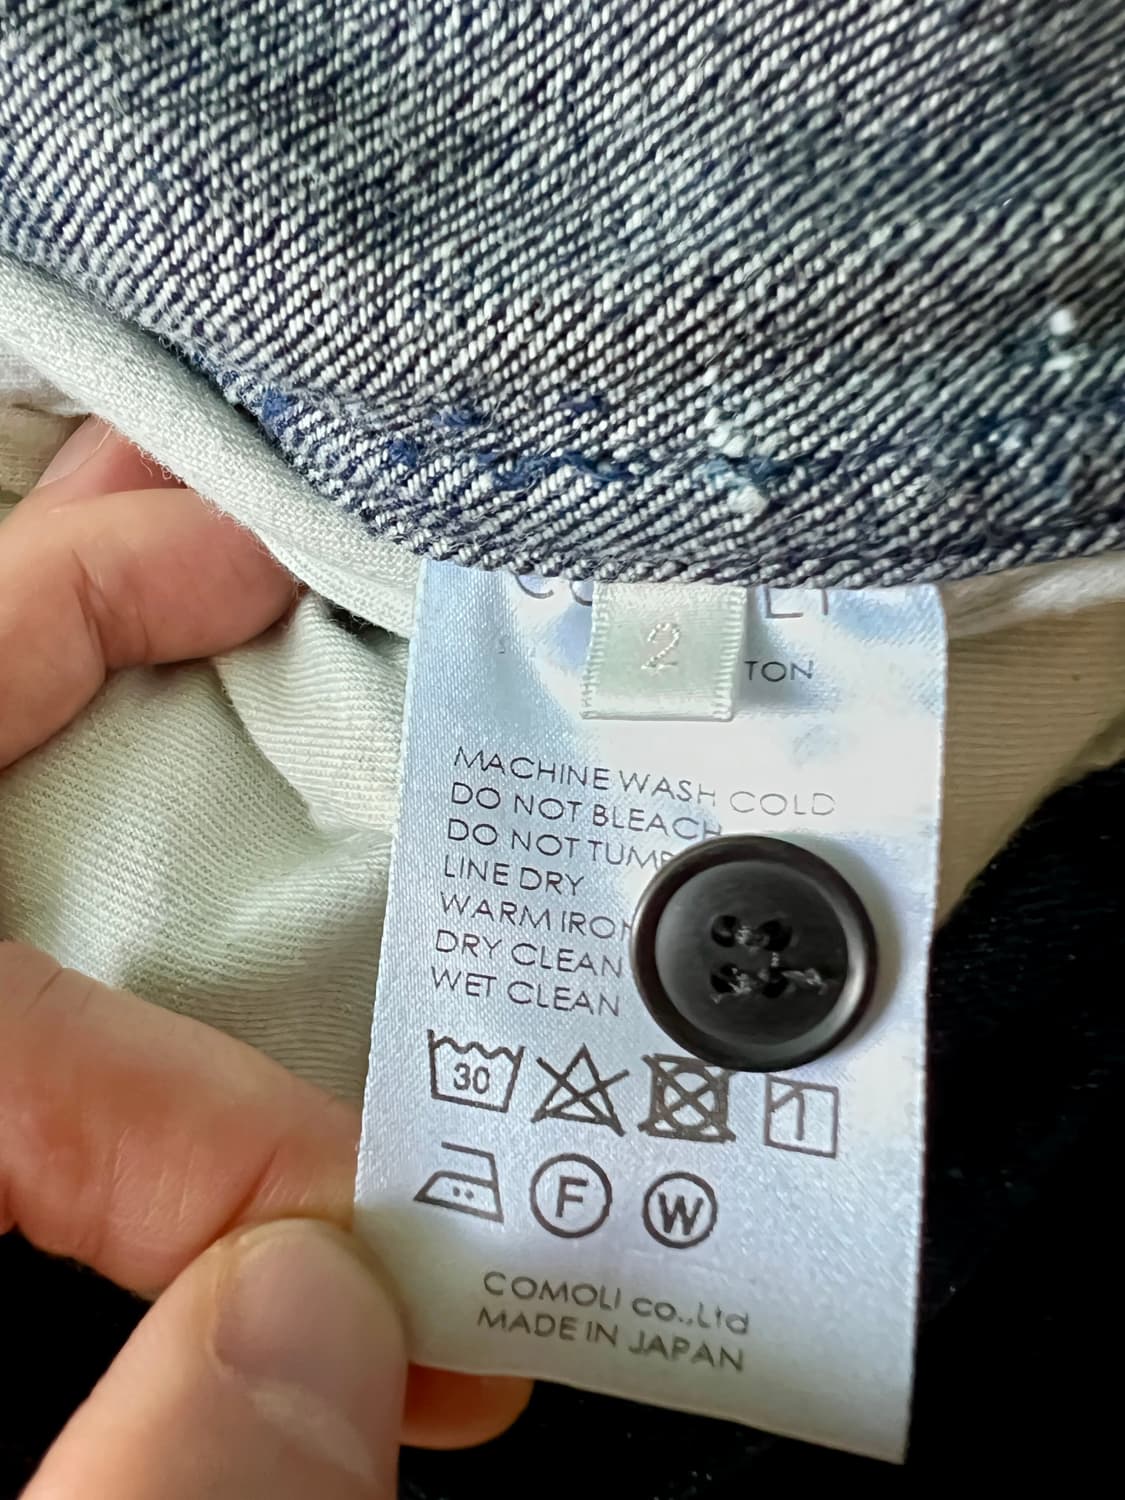 2
TON
MACHINE WASH COLD
DO NOT BLEACH
DO NOT
LINE DRY
WARM IRON
DRY CLEAN
WET CLEAN
30
F
W
COMOLI co.,Ltd
MADE IN JAPAN